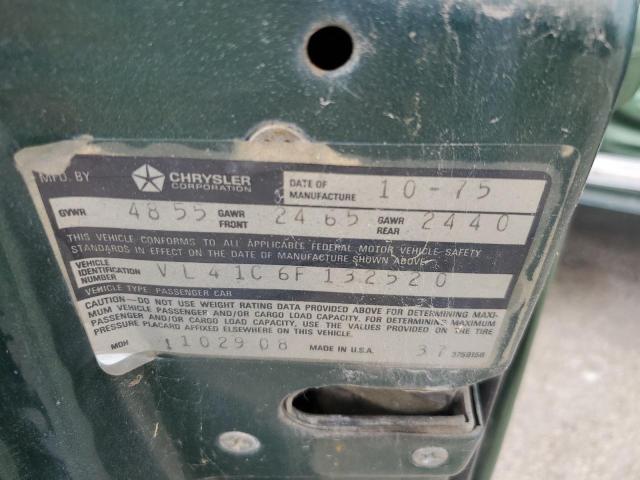 MFD. BY CHRYSLER CORPORATION DATE OF MANUFACTURE 10-75
GVWR 4855 GAWR FRONT 2465 GAWR REAR 2440
THIS VEHICLE CONFORMS TO ALL APPLICABLE FEDERAL MOTOR VEHICLE SAFETY
STANDARDS IN EFFECT ON THE DATE OF MANUFACTURE SHOWN ABOVE
VEHICLE IDENTIFICATION NUMBER VL41C6F132520
VEHICLE TYPE: PASSENGER CAR
CAUTION—DO NOT USE WEIGHT RATING DATA PROVIDED ABOVE FOR DETERMINING MAXI-
MUM VEHICLE PASSENGER AND/OR CARGO LOAD CAPACITY. FOR DETERMINING MAXIMUM
PASSENGER AND/OR CARGO LOAD CAPACITY, USE THE VALUES PROVIDED ON THE TIRE
PRESSURE PLACARD AFFIXED ELSEWHERE ON THIS VEHICLE.
MDH 1102908 MADE IN U.S.A. 37